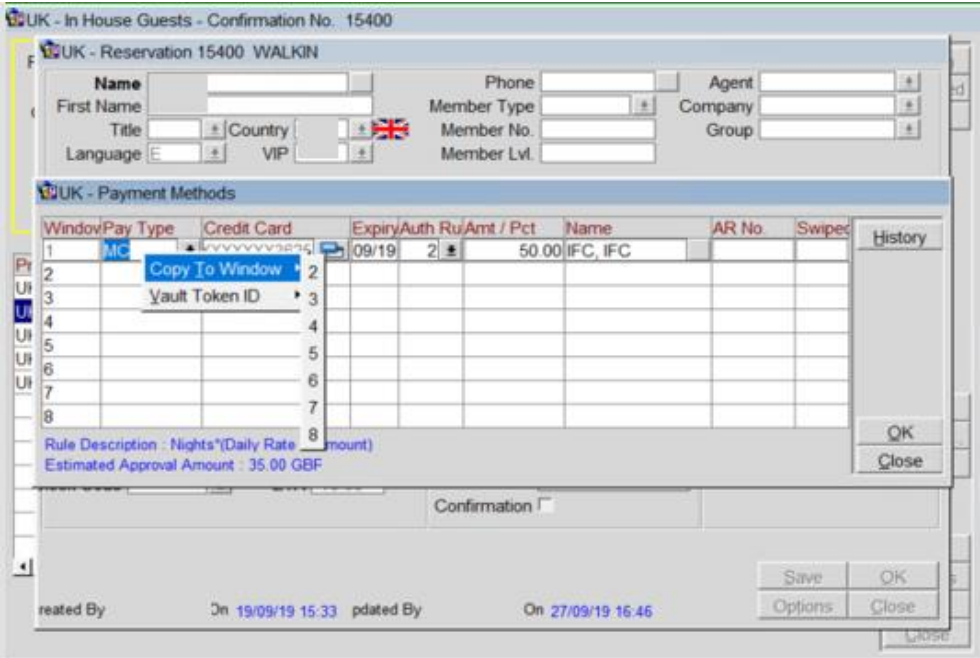 UK - In House Guests - Confirmation No. 15400
UK - Reservation 15400 WALKIN
Name Phone Agent
First Name Member Type Company
Title Country Member No. Group
Language E VIP Member Lvl.
UK - Payment Methods
Window Pay Type Credit Card Expiry Auth Ru Amt / Pct Name AR No. Swiped
History
1 MC 09/19 2 50.00 IFC, IFC
Copy To Window
Vault Token ID
2
3
4
5
6
7
8
2
3
4
5
6
7
8
Rule Description : Nights*(Daily Rate mount)
Estimated Approval Amount : 35.00 GBP
OK
Close
Confirmation
Save OK
Options Close
reated By On 19/09/19 15:33 pdated By On 27/09/19 16:46
Close